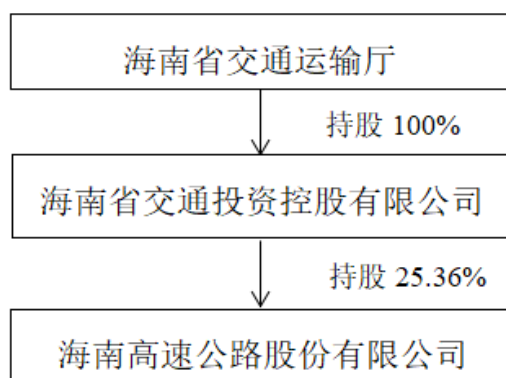 海南省交通运输厅
持股 100%
海南省交通投资控股有限公司
持股 25.36%
海南高速公路股份有限公司